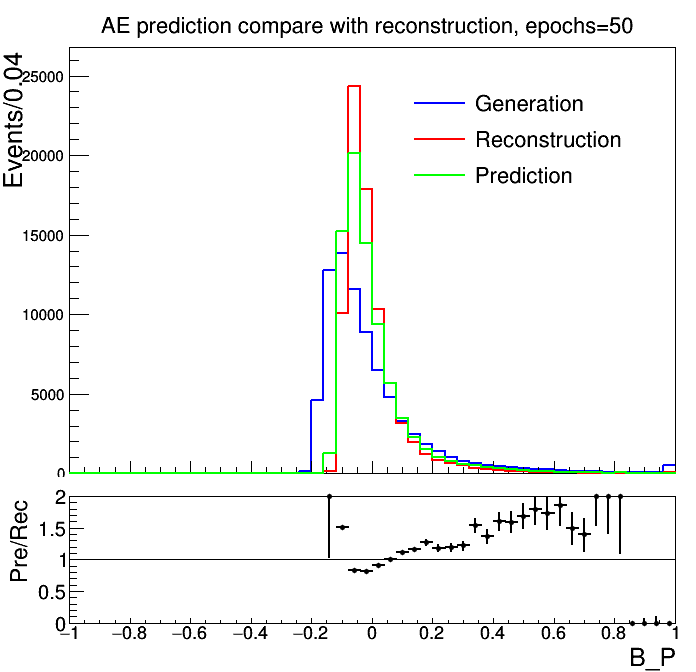 AE prediction compare with reconstruction, epochs=50
Events/0.04
25000
20000
15000
10000
5000
0
Generation
Reconstruction
Prediction
Pre/Rec
2
1.5
1
0.5
0
−1 −0.8 −0.6 −0.4 −0.2 0 0.2 0.4 0.6 0.8 1
B_P